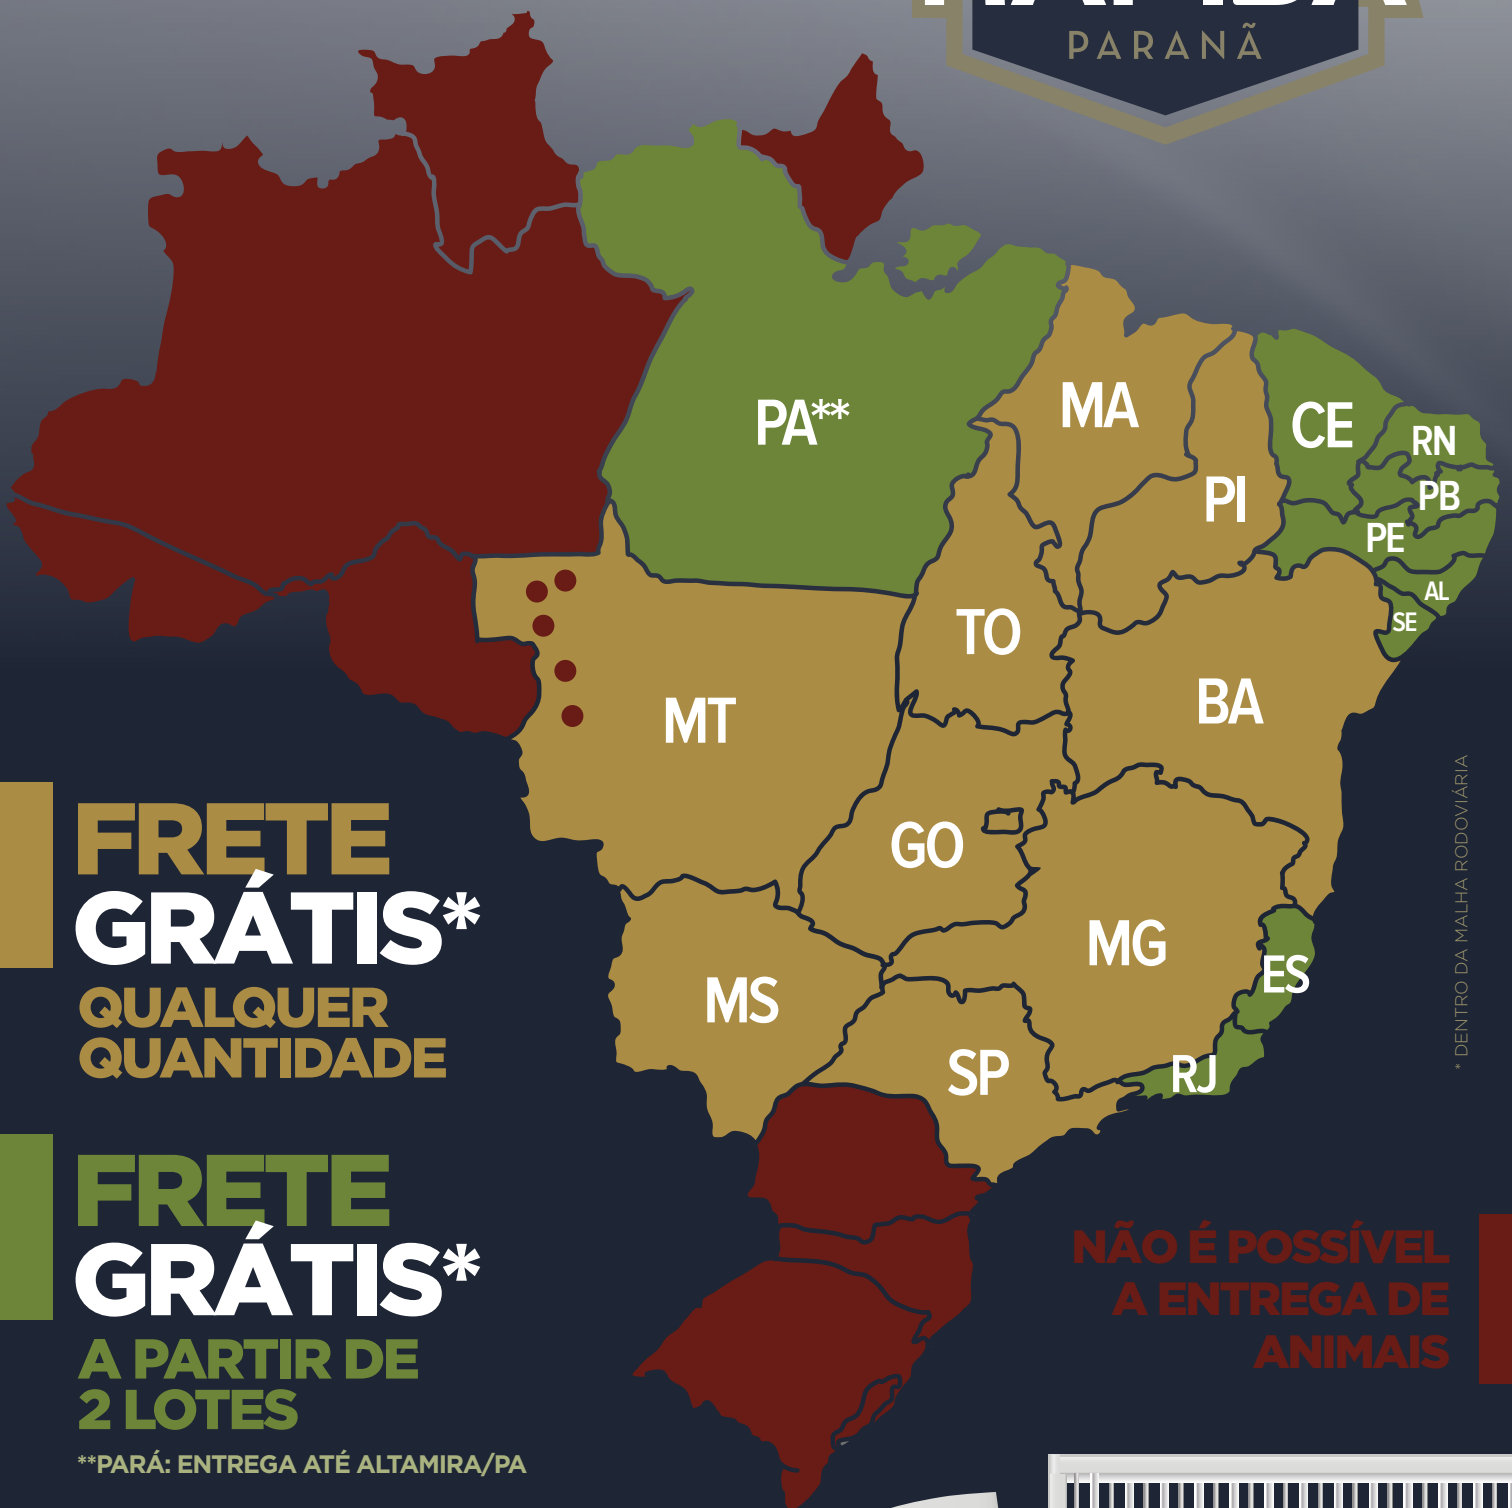 PARANÃ
PA**
MA
CE
RN
PI
PB
PE
AL
SE
TO
BA
MT
GO
MG
ES
MS
SP
RJ
FRETE
GRÁTIS*
QUALQUER
QUANTIDADE
FRETE
GRÁTIS*
A PARTIR DE
2 LOTES
**PARÁ: ENTREGA ATÉ ALTAMIRA/PA
NÃO É POSSÍVEL
A ENTREGA DE
ANIMAIS
* DENTRO DA MALHA RODOVIÁRIA